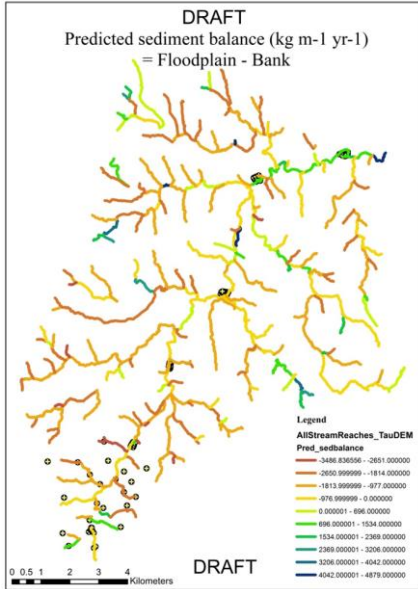 DRAFT
Predicted sediment balance (kg m-1 yr-1)
= Floodplain - Bank
Legend
AllStreamReaches_TauDEM
Pred_sedbalance
-3486.836556 - -2651.000000
-2650.999999 - -1814.000000
-1813.999999 - -977.000000
-976.999999 - 0.000000
0.000001 - 696.000000
696.000001 - 1534.000000
1534.000001 - 2369.000000
2369.000001 - 3206.000000
3206.000001 - 4042.000000
4042.000001 - 4879.000000
DRAFT
0 0.5 1 2 3 4
Kilometers